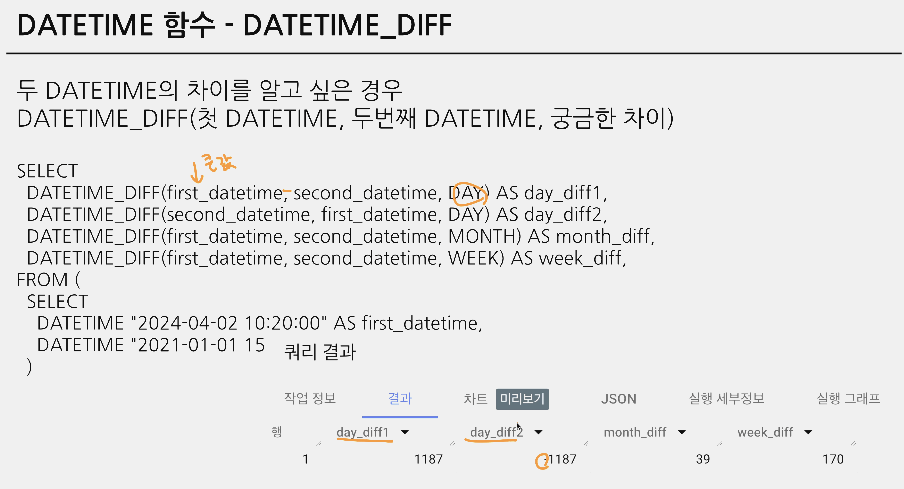 DATETIME 함수 - DATETIME_DIFF
두 DATETIME의 차이를 알고 싶은 경우
DATETIME_DIFF(첫 DATETIME, 두번째 DATETIME, 궁금한 차이)
큰값
SELECT
DATETIME_DIFF(first_datetime, second_datetime, DAY) AS day_diff1,
DATETIME_DIFF(second_datetime, first_datetime, DAY) AS day_diff2,
DATETIME_DIFF(first_datetime, second_datetime, MONTH) AS month_diff,
DATETIME_DIFF(first_datetime, second_datetime, WEEK) AS week_diff,
FROM (
SELECT
DATETIME "2024-04-02 10:20:00" AS first_datetime,
DATETIME "2021-01-01 15
)
쿼리 결과
작업 정보 결과 차트 미리보기 JSON 실행 세부정보 실행 그래프
행 day_diff1 day_diff2 month_diff week_diff
1 1187 -1187 39 170